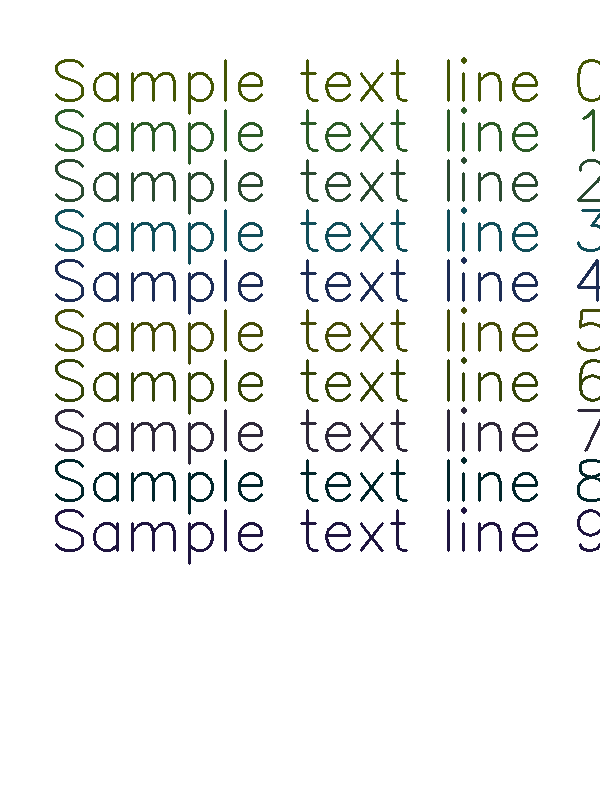 Sample text line 0
Sample text line 1
Sample text line 2
Sample text line 3
Sample text line 4
Sample text line 5
Sample text line 6
Sample text line 7
Sample text line 8
Sample text line 9